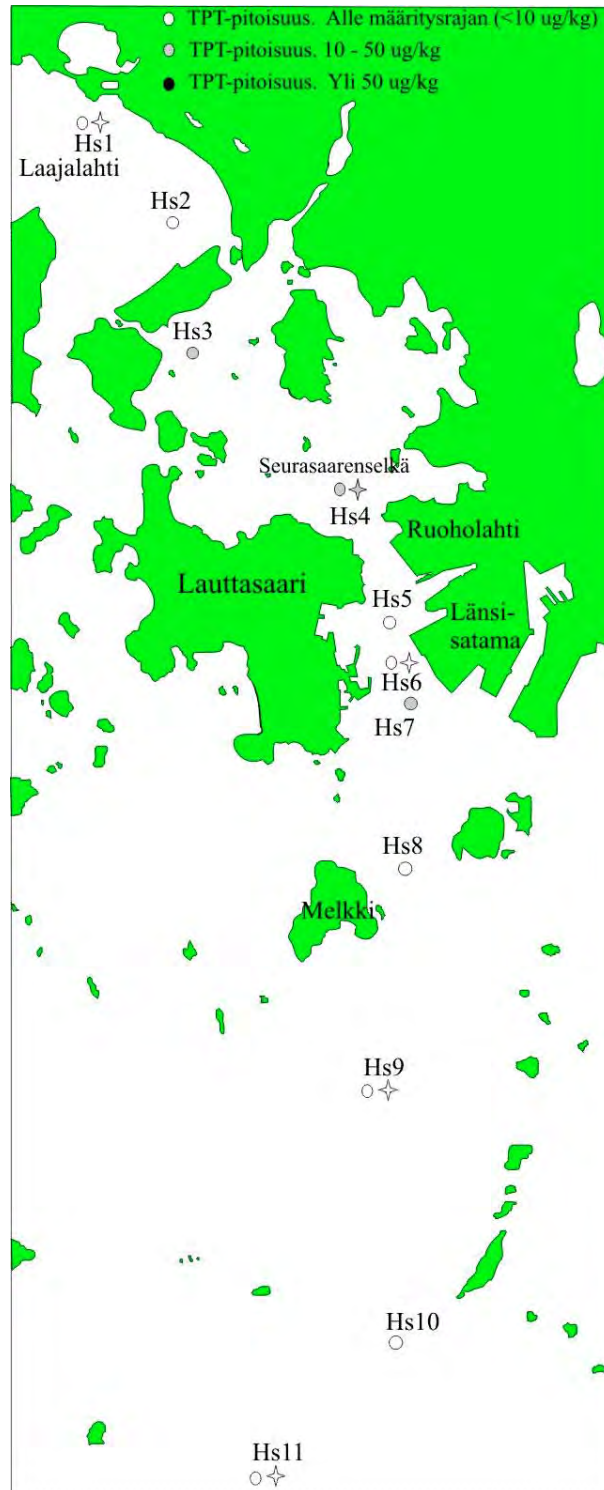 TPT-pitoisuus. Alle määritysrajan (<10 ug/kg)
TPT-pitoisuus. 10 - 50 ug/kg
TPT-pitoisuus. Yli 50 ug/kg
Hs1
Laajalahti
Hs2
Hs3
Seurasaarenselkä
Hs4
Ruoholahti
Lauttasaari
Hs5
Länsi-
satama
Hs6
Hs7
Hs8
Melkki
Hs9
Hs10
Hs11